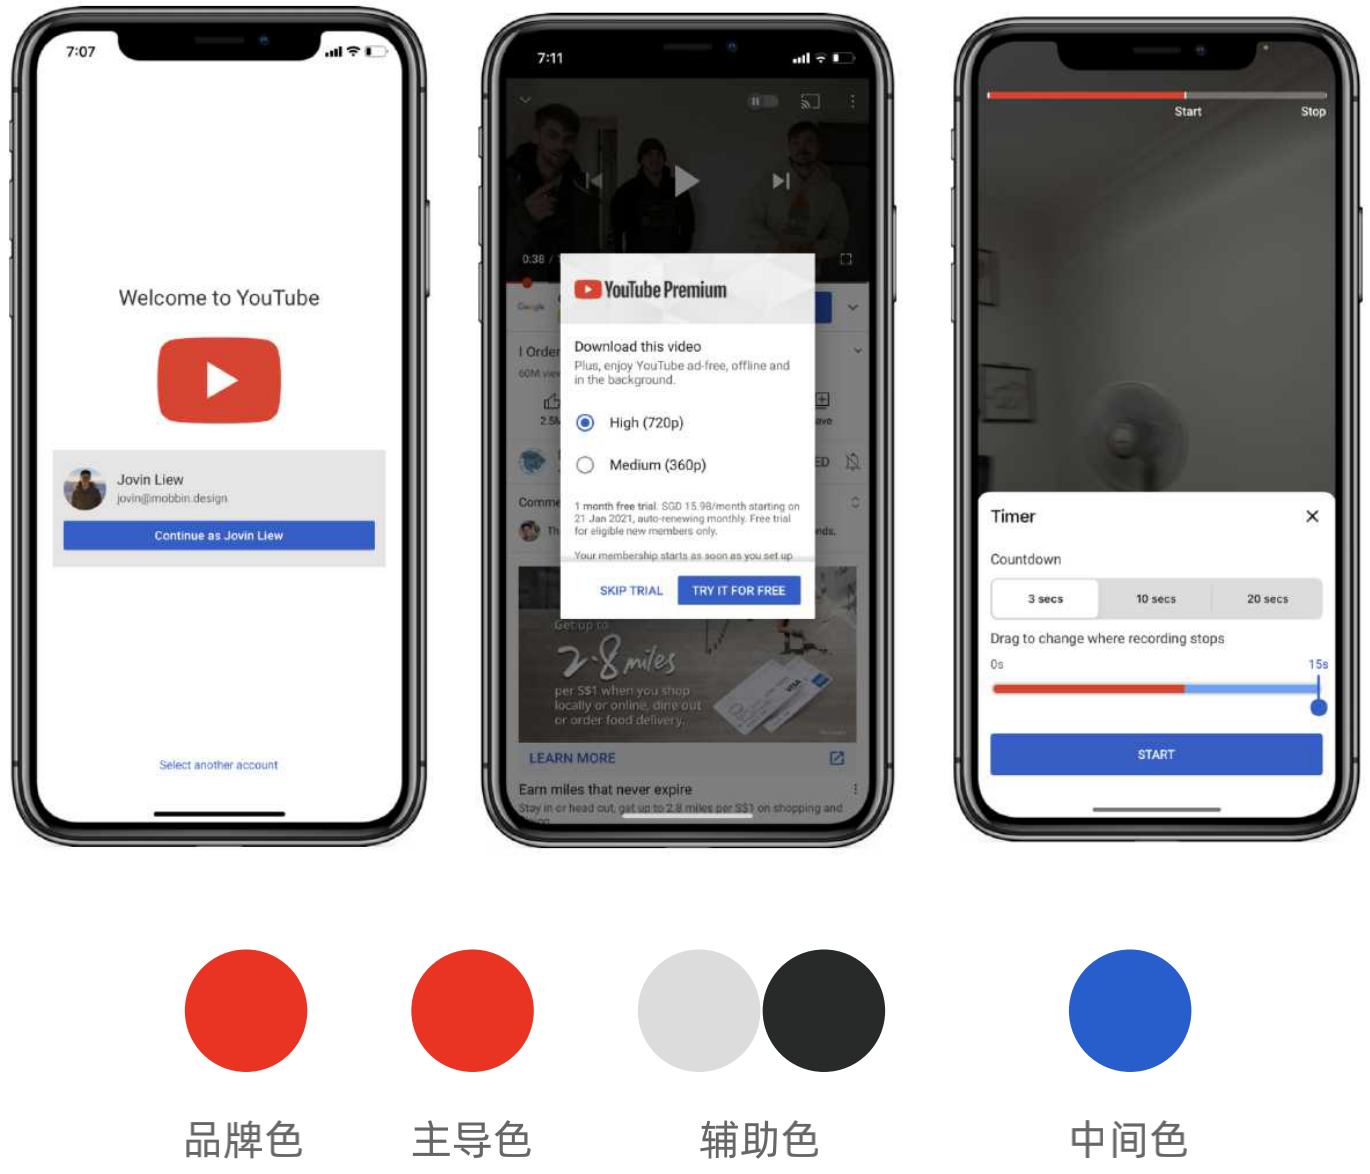 7:07
Welcome to YouTube
Jovin Liew
jovin@mobbin.design
Continue as Jovin Liew
Select another account
7:11
0:38 /
YouTube Premium
Google
Download this video
Plus, enjoy YouTube ad-free, offline and
in the background.
I Order
60M view
High (720p)
2.5
ave
Medium (360p)
ED
Comme
1 month free trial. SGD 15.98/month starting on
21 Jan 2021, auto-renewing monthly. Free trial
for eligible new members only.
Th
nds.
Your membership starts as soon as you set up
SKIP TRIAL
TRY IT FOR FREE
Get up to
2.8 miles
per S$1 when you shop
locally or online, dine out
or order food delivery.
VISA
LEARN MORE
Earn miles that never expire
Stay in or head out, get up to 2.8 miles per S$1 on shopping and
Start
Stop
Timer
Countdown
3 secs
10 secs
20 secs
Drag to change where recording stops
0s
15s
START
品牌色
主导色
辅助色
中间色